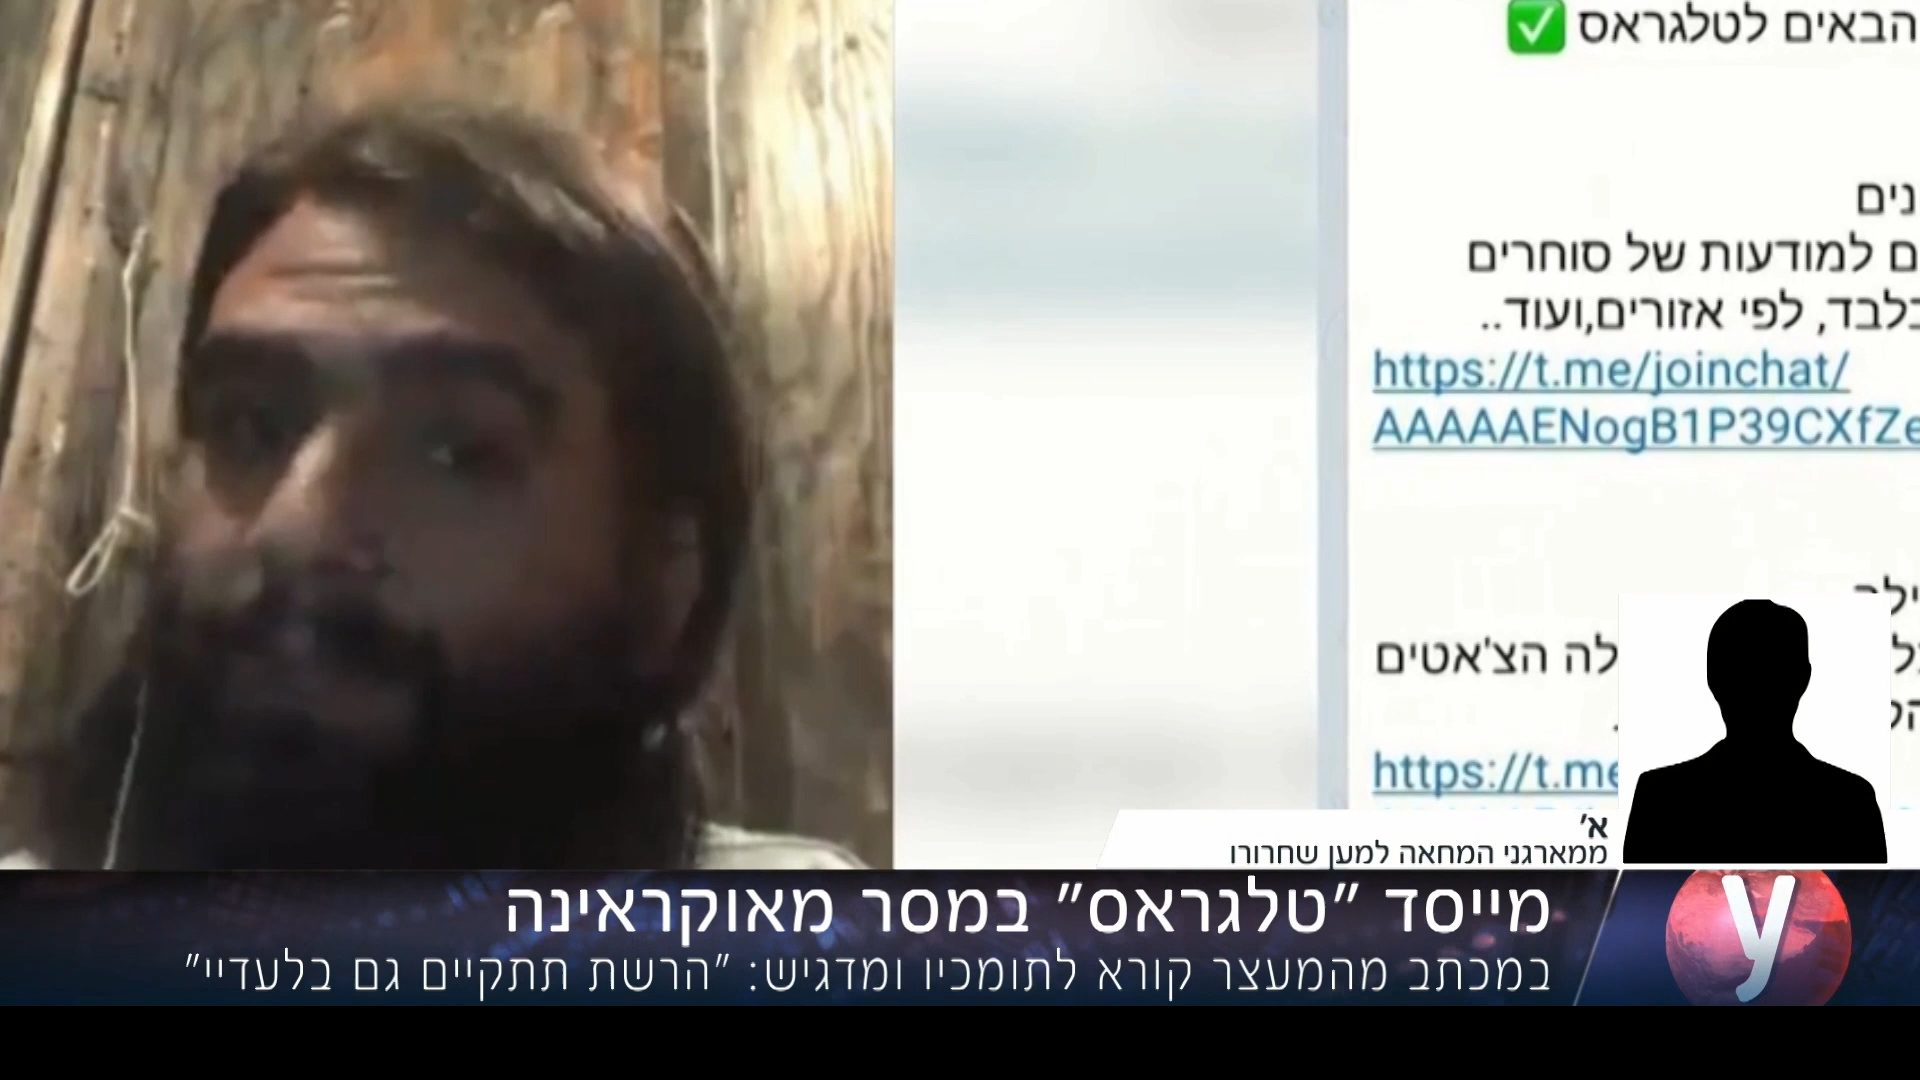 הבאים לטלגראס
נים
ם למודעות של סוחרים
בלבד, לפי אזורים,ועוד..
https://t.me/joinchat/
AAAAAENogB1P39CXfZe
לה הצ'אטים
https://t.me
א׳
ממארגני המחאה למען שחרורו
מייסד "טלגראס" במסר מאוקראינה
במכתב מהמעצר קורא לתומכיו ומדגיש: "הרשת תתקיים גם בלעדיי"
y